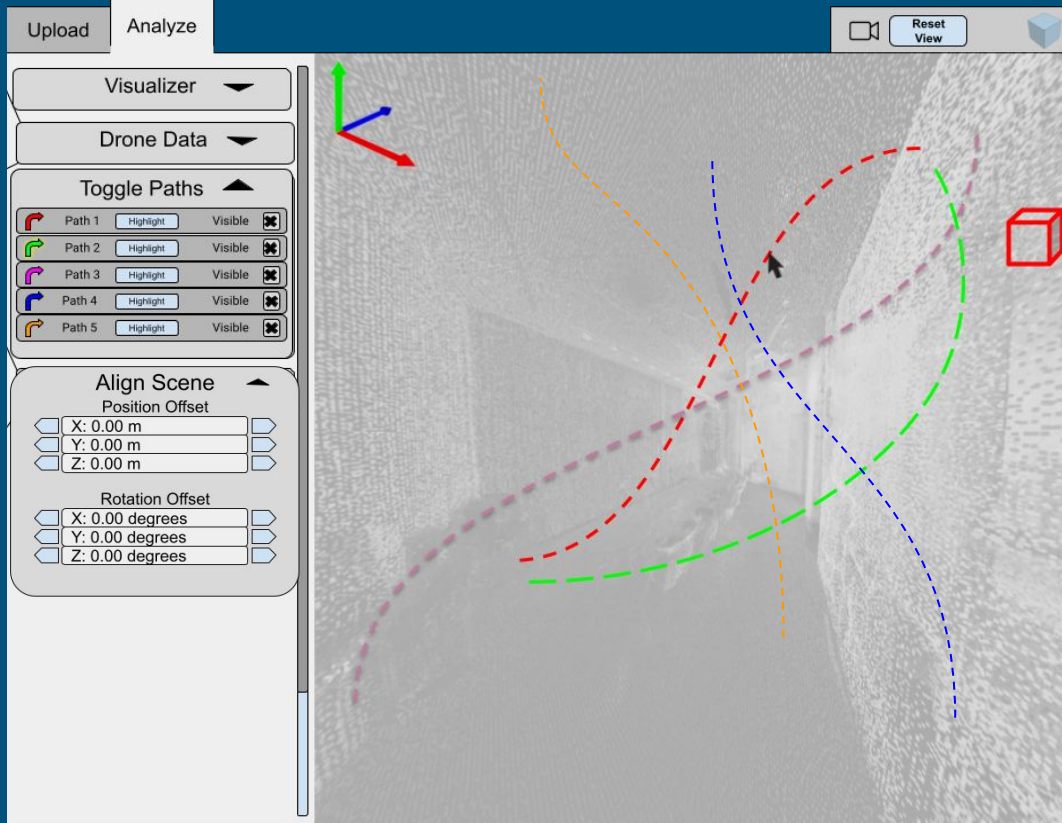 Upload
Analyze
Reset
View
Visualizer
Drone Data
Toggle Paths
Path 1 Highlight Visible
Path 2 Highlight Visible
Path 3 Highlight Visible
Path 4 Highlight Visible
Path 5 Highlight Visible
Align Scene
Position Offset
X: 0.00 m
Y: 0.00 m
Z: 0.00 m
Rotation Offset
X: 0.00 degrees
Y: 0.00 degrees
Z: 0.00 degrees